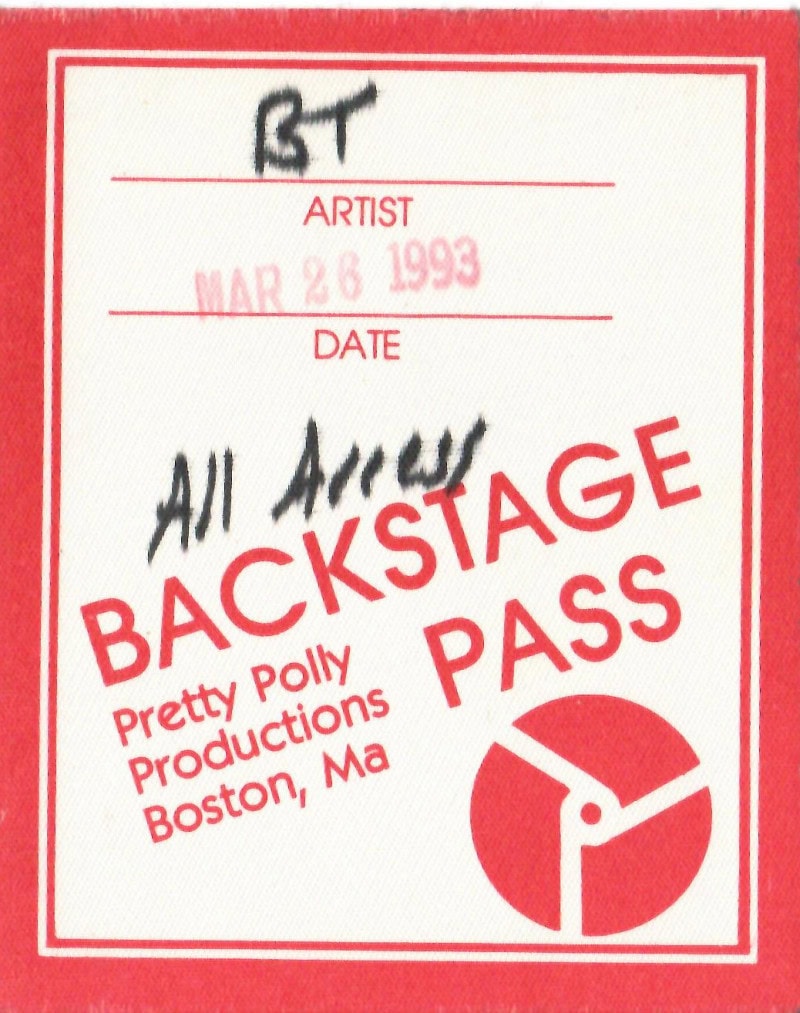 BT
ARTIST
MAR 26 1993
DATE
All Access
BACKSTAGE
PASS
Pretty Polly
Productions
Boston, Ma